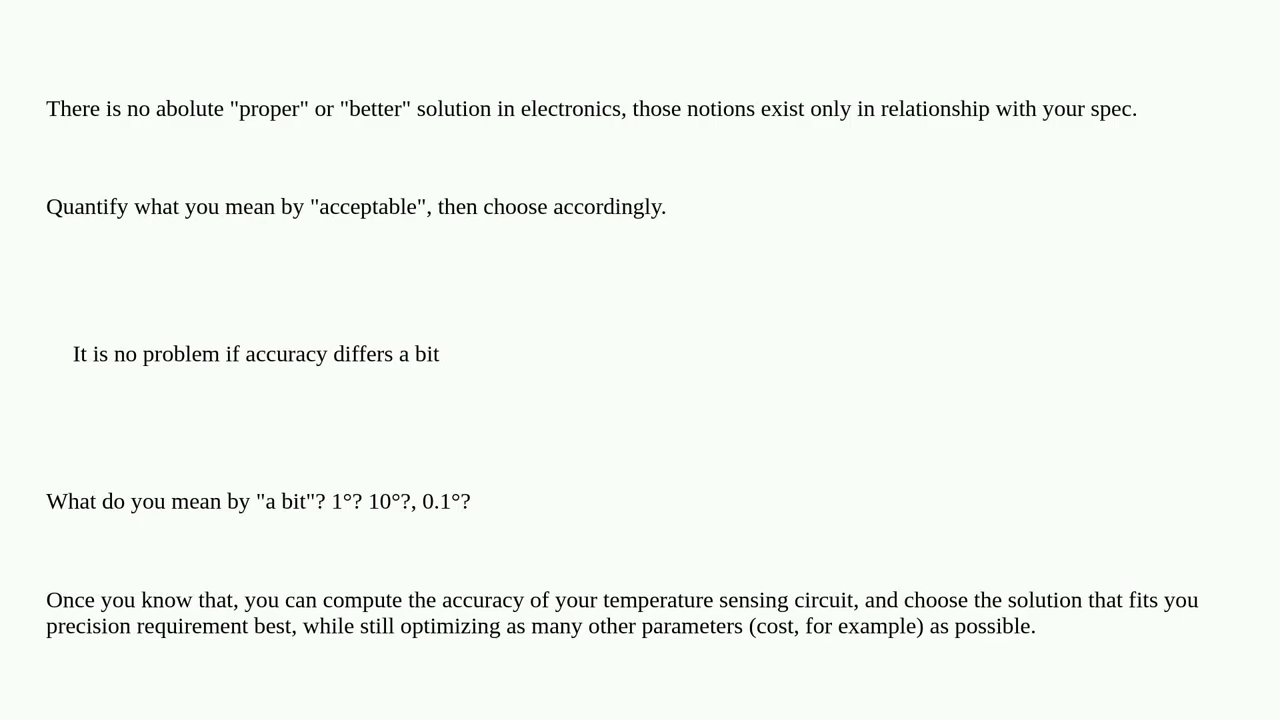 There is no abolute "proper" or "better" solution in electronics, those notions exist only in relationship with your spec.
Quantify what you mean by "acceptable", then choose accordingly.
It is no problem if accuracy differs a bit
What do you mean by "a bit"? 1°? 10°?, 0.1°?
Once you know that, you can compute the accuracy of your temperature sensing circuit, and choose the solution that fits you
precision requirement best, while still optimizing as many other parameters (cost, for example) as possible.